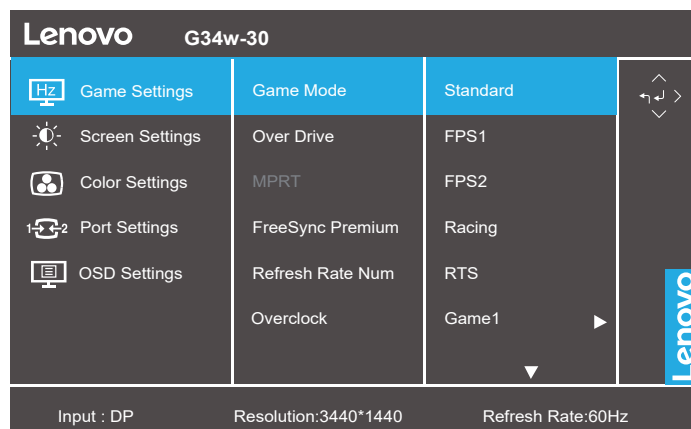 Lenovo G34w-30
Hz Game Settings Game Mode Standard
Screen Settings Over Drive FPS1
Color Settings MPRT FPS2
1 2 Port Settings FreeSync Premium Racing
OSD Settings Refresh Rate Num RTS
Overclock Game1
Lenovo
Input : DP Resolution:3440*1440 Refresh Rate:60Hz